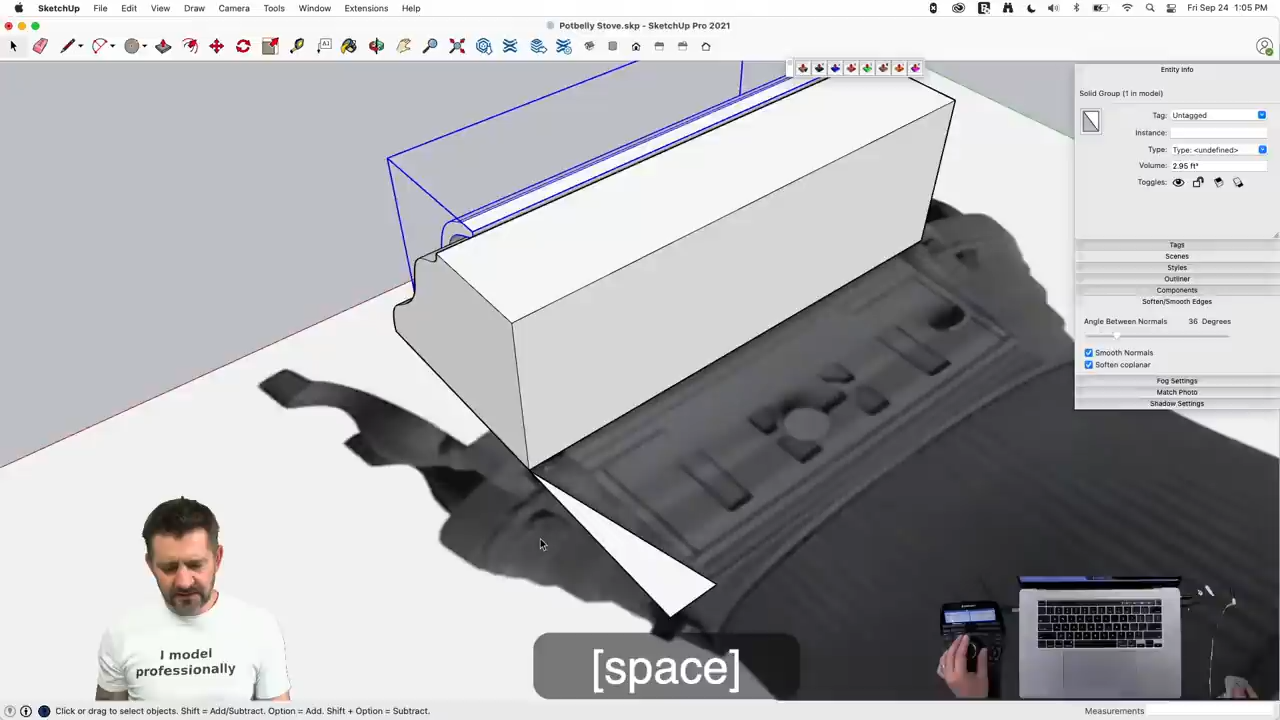 SketchUp File Edit View Draw Camera Tools Window Extensions Help
Fri Sep 24 1:05 PM
Potbelly Stove.skp - SketchUp Pro 2021
Entity Info
Solid Group (1 in model)
Tag: Untagged
Instance:
Type: Type: <undefined>
Volume: 2.95 ft³
Toggles:
Tags
Scenes
Styles
Outliner
Components
Soften/Smooth Edges
Angle Between Normals 36 Degrees
Smooth Normals
Soften coplanar
Fog Settings
Match Photo
Shadow Settings
I model
professionally
[space]
Click or drag to select objects. Shift = Add/Subtract. Option = Add. Shift + Option = Subtract.
Measurements